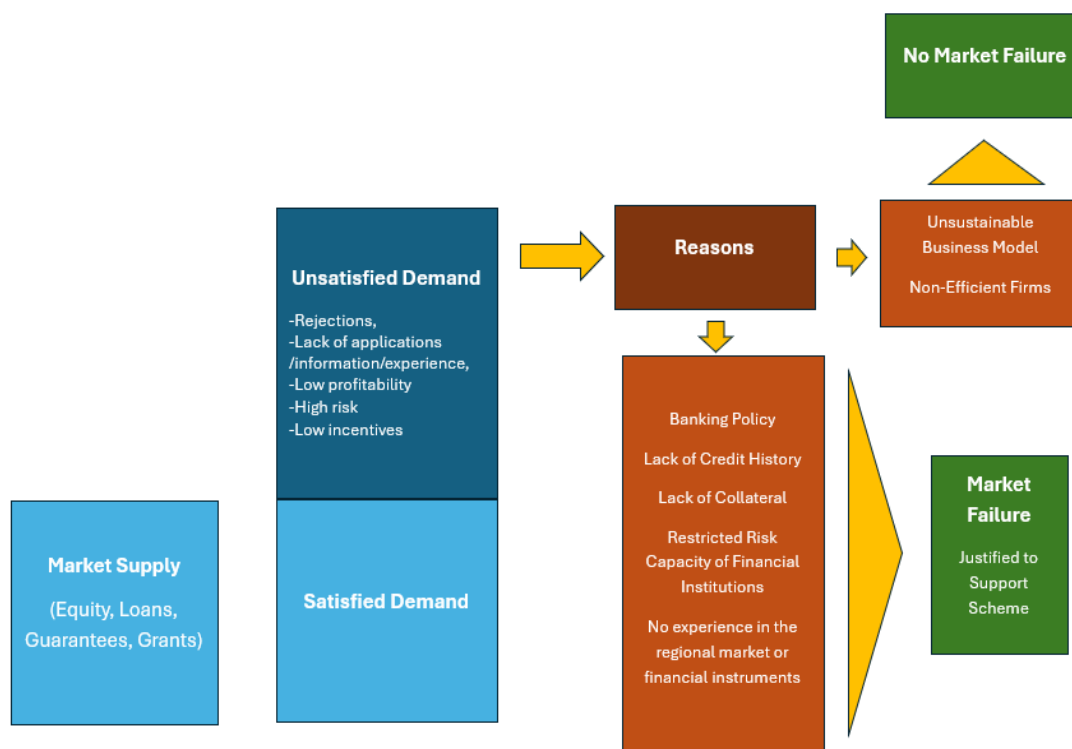 No Market Failure
Unsatisfied Demand
-Rejections,
-Lack of applications
/information/experience,
-Low profitability
-High risk
-Low incentives
Reasons
Unsustainable
Business Model
Non-Efficient Firms
Market Supply
(Equity, Loans,
Guarantees, Grants)
Satisfied Demand
Banking Policy
Lack of Credit History
Lack of Collateral
Restricted Risk
Capacity of Financial
Institutions
No experience in the
regional market or
financial instruments
Market
Failure
Justified to
Support
Scheme